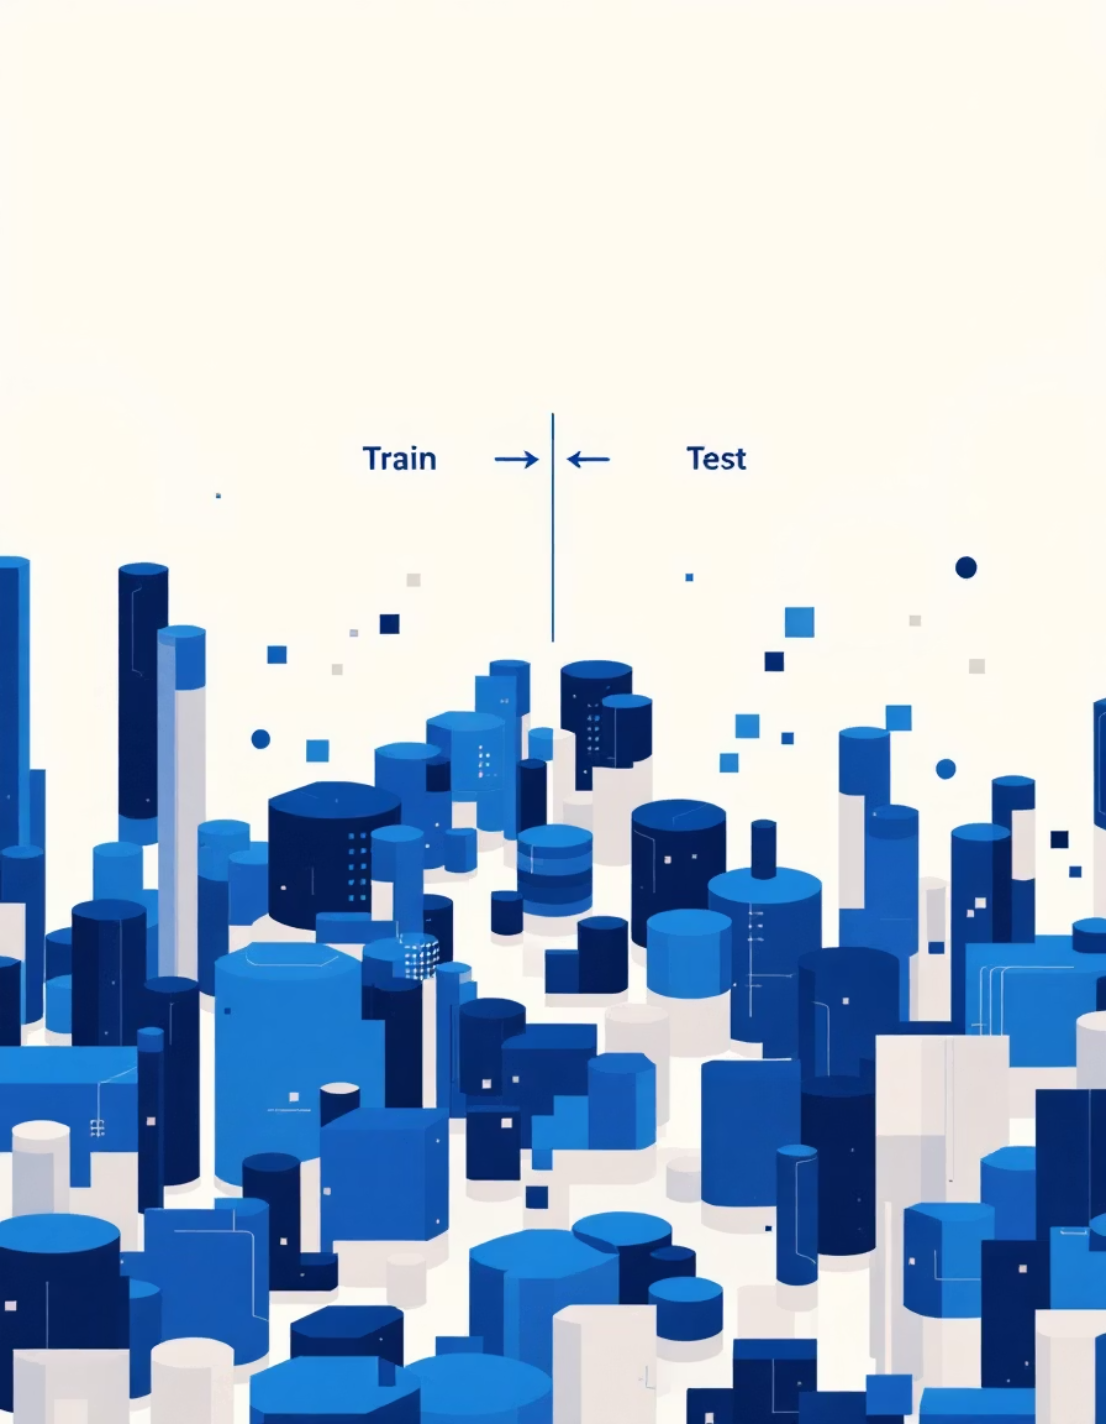 Train → ← Test